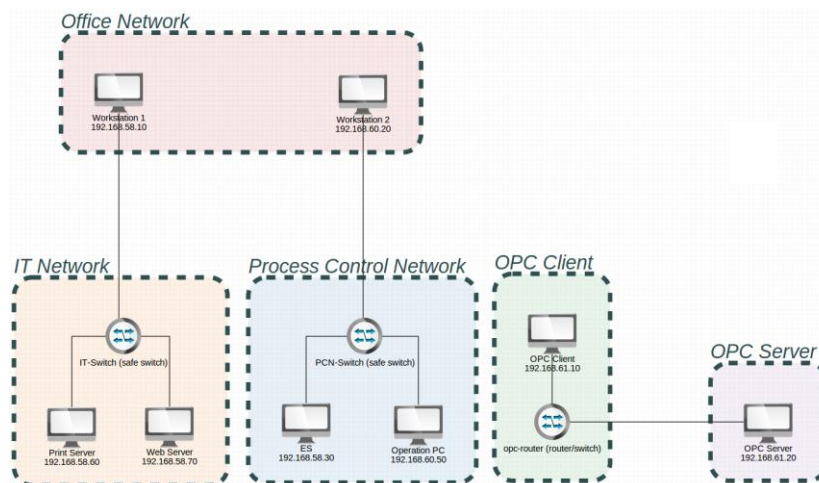 Office Network
Workstation 1
192.168.58.10
Workstation 2
192.168.60.20
IT Network
IT-Switch (safe switch)
Print Server
192.168.58.60
Web Server
192.168.58.70
Process Control Network
PCN-Switch (safe switch)
ES
192.168.58.30
Operation PC
192.168.60.50
OPC Client
OPC Client
192.168.61.10
opc-router (router/switch)
OPC Server
OPC Server
192.168.61.20